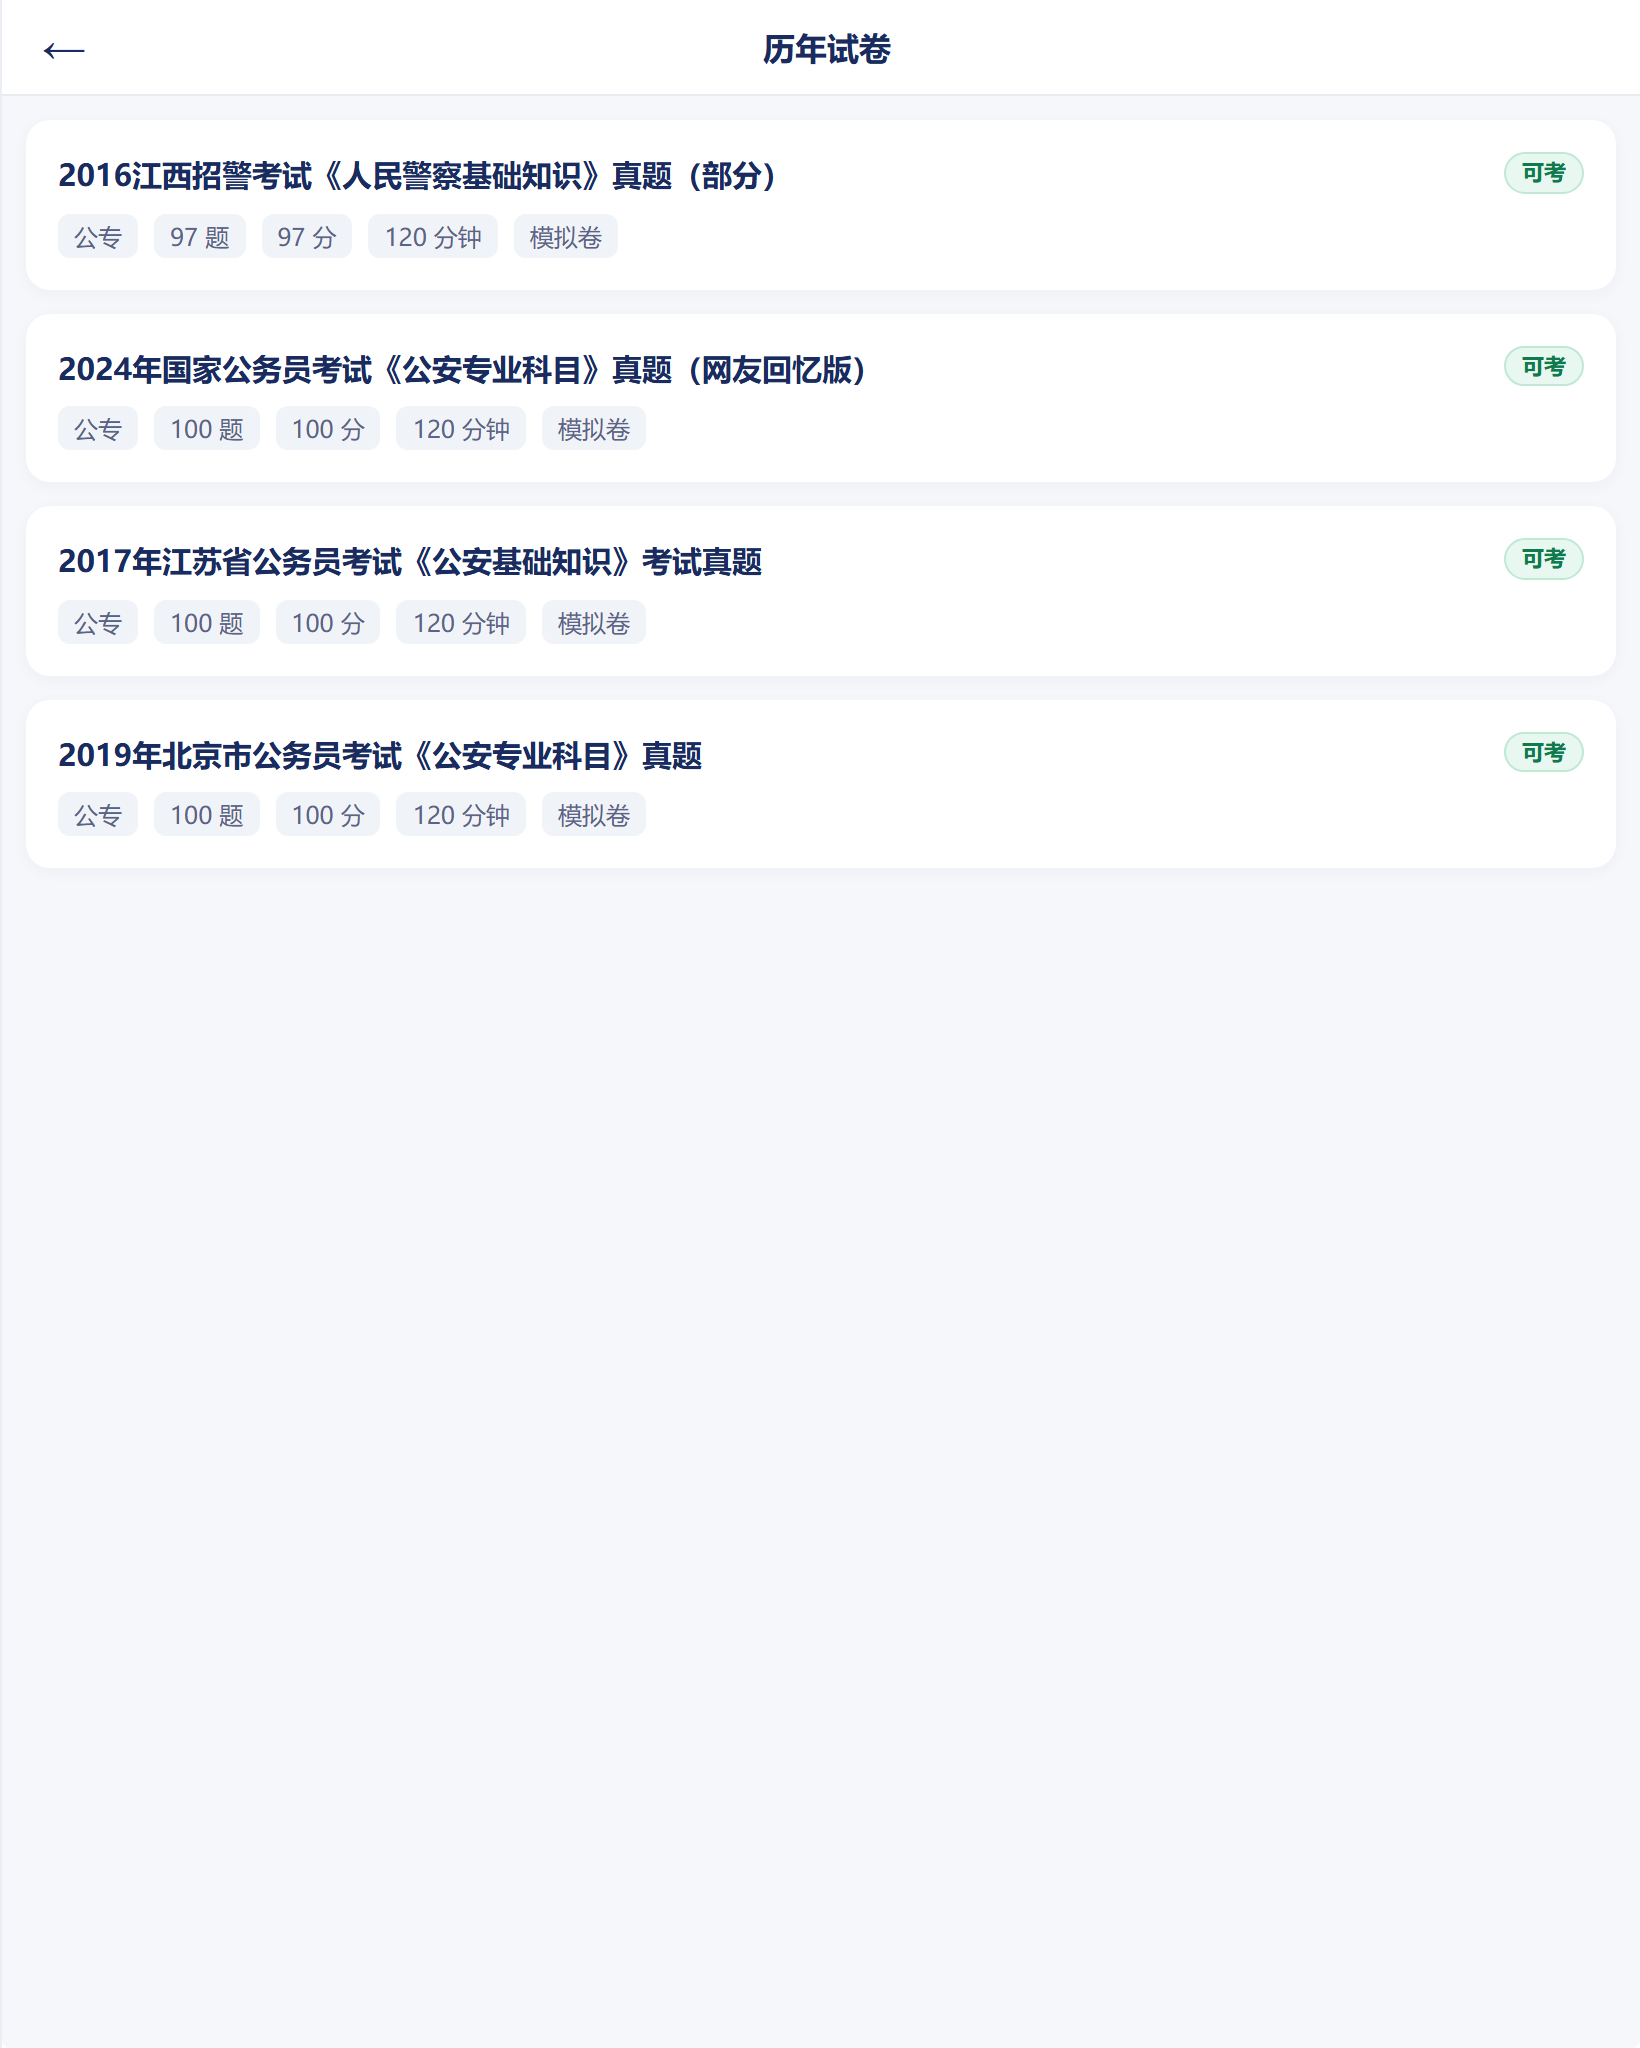 ← 历年试卷
2016江西招警考试《人民警察基础知识》真题（部分） 可考
公专 97 题 97 分 120 分钟 模拟卷
2024年国家公务员考试《公安专业科目》真题（网友回忆版） 可考
公专 100 题 100 分 120 分钟 模拟卷
2017年江苏省公务员考试《公安基础知识》考试真题 可考
公专 100 题 100 分 120 分钟 模拟卷
2019年北京市公务员考试《公安专业科目》真题 可考
公专 100 题 100 分 120 分钟 模拟卷